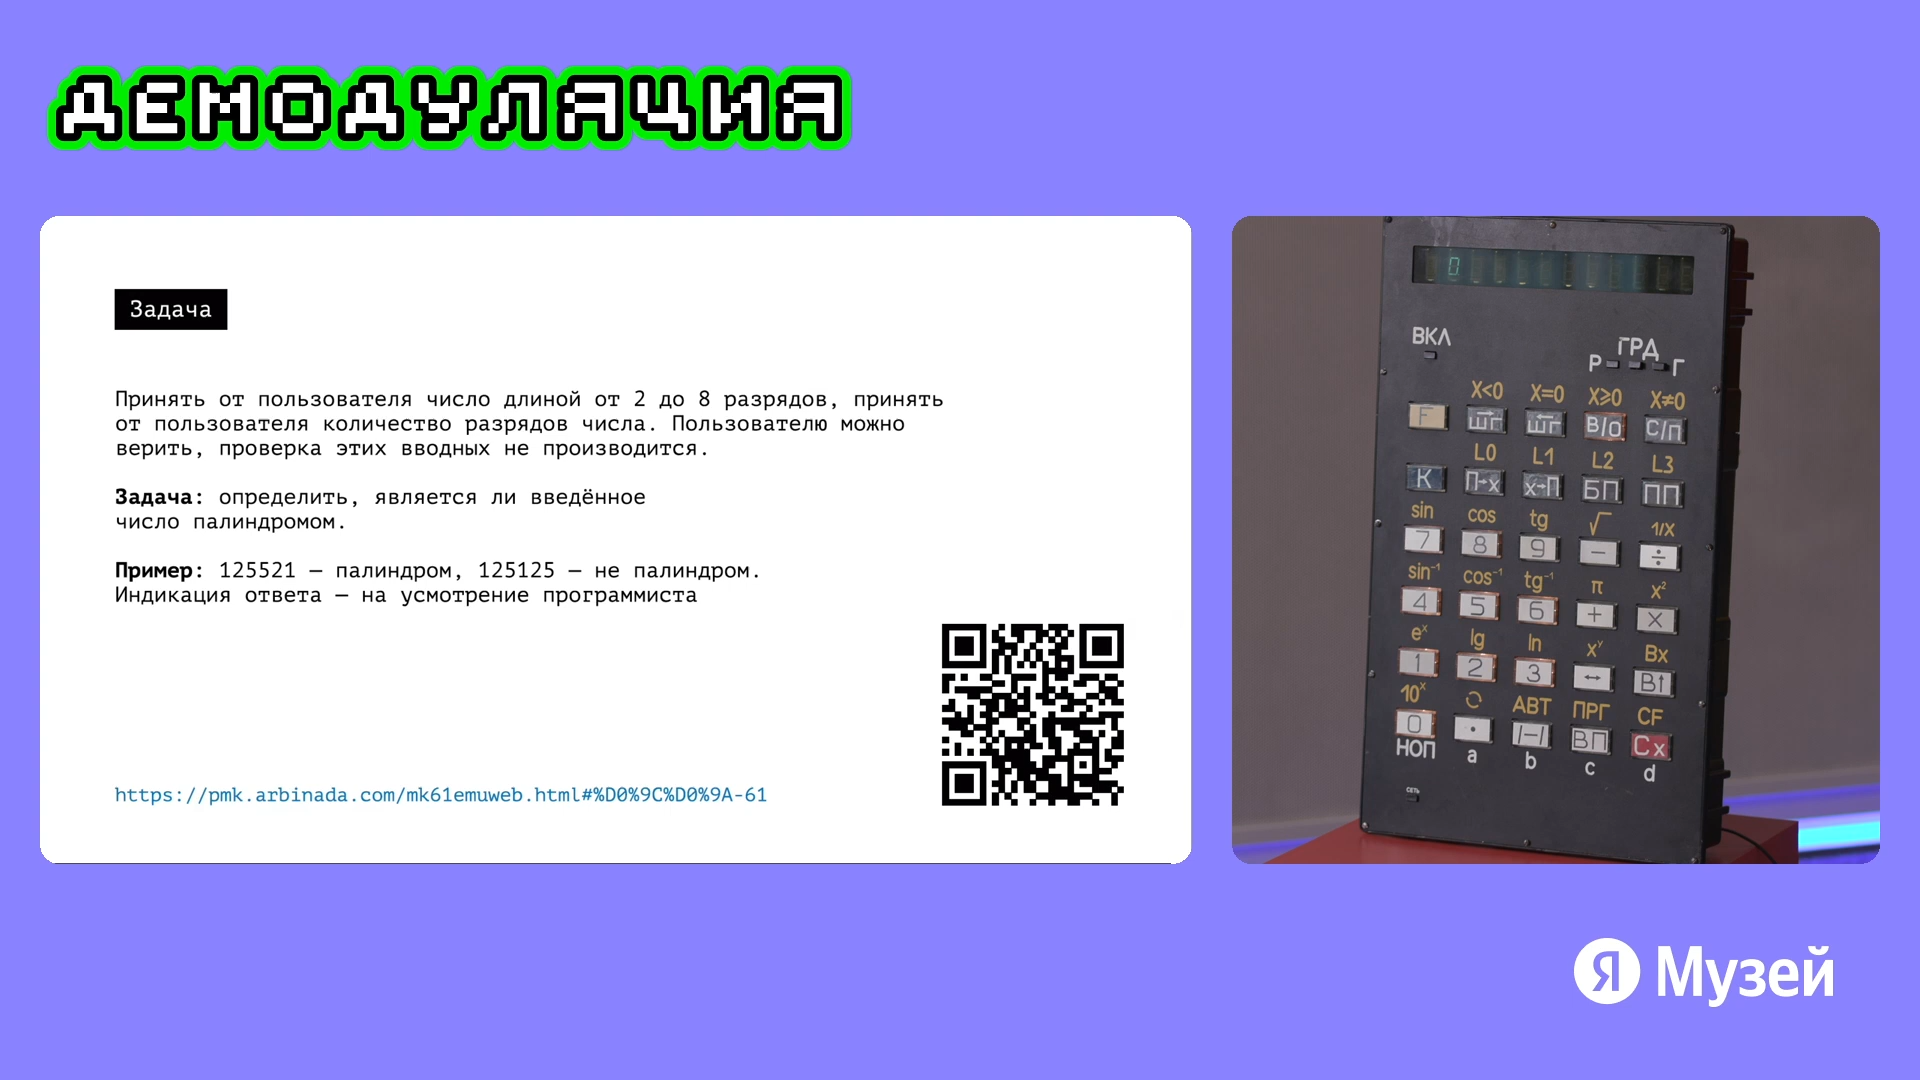 ДЕМОДУЛЯЦИЯ
Задача
Принять от пользователя число длиной от 2 до 8 разрядов, принять
от пользователя количество разрядов числа. Пользователю можно
верить, проверка этих вводных не производится.
Задача: определить, является ли введённое
число палиндромом.
Пример: 125521 — палиндром, 125125 — не палиндром.
Индикация ответа — на усмотрение программиста
https://pmk.arbinada.com/mk61emuweb.html#%D0%9C%D0%9A-61
0
ВКЛ
ГРД
Р Г
X<0 X=0 X≥0 X≠0
F ШГ ШГ В/О С/П
L0 L1 L2 L3
К П→x x→П БП ПП
sin cos tg √ 1/X
7 8 9 − ÷
sin⁻¹ cos⁻¹ tg⁻¹ π x²
4 5 6 + X
eˣ lg ln xʸ Bx
1 2 3 ↔ В↑
10ˣ АВТ ПРГ CF
0 · /−/ ВП Cx
НОП a b c d
сеть
Я Музей